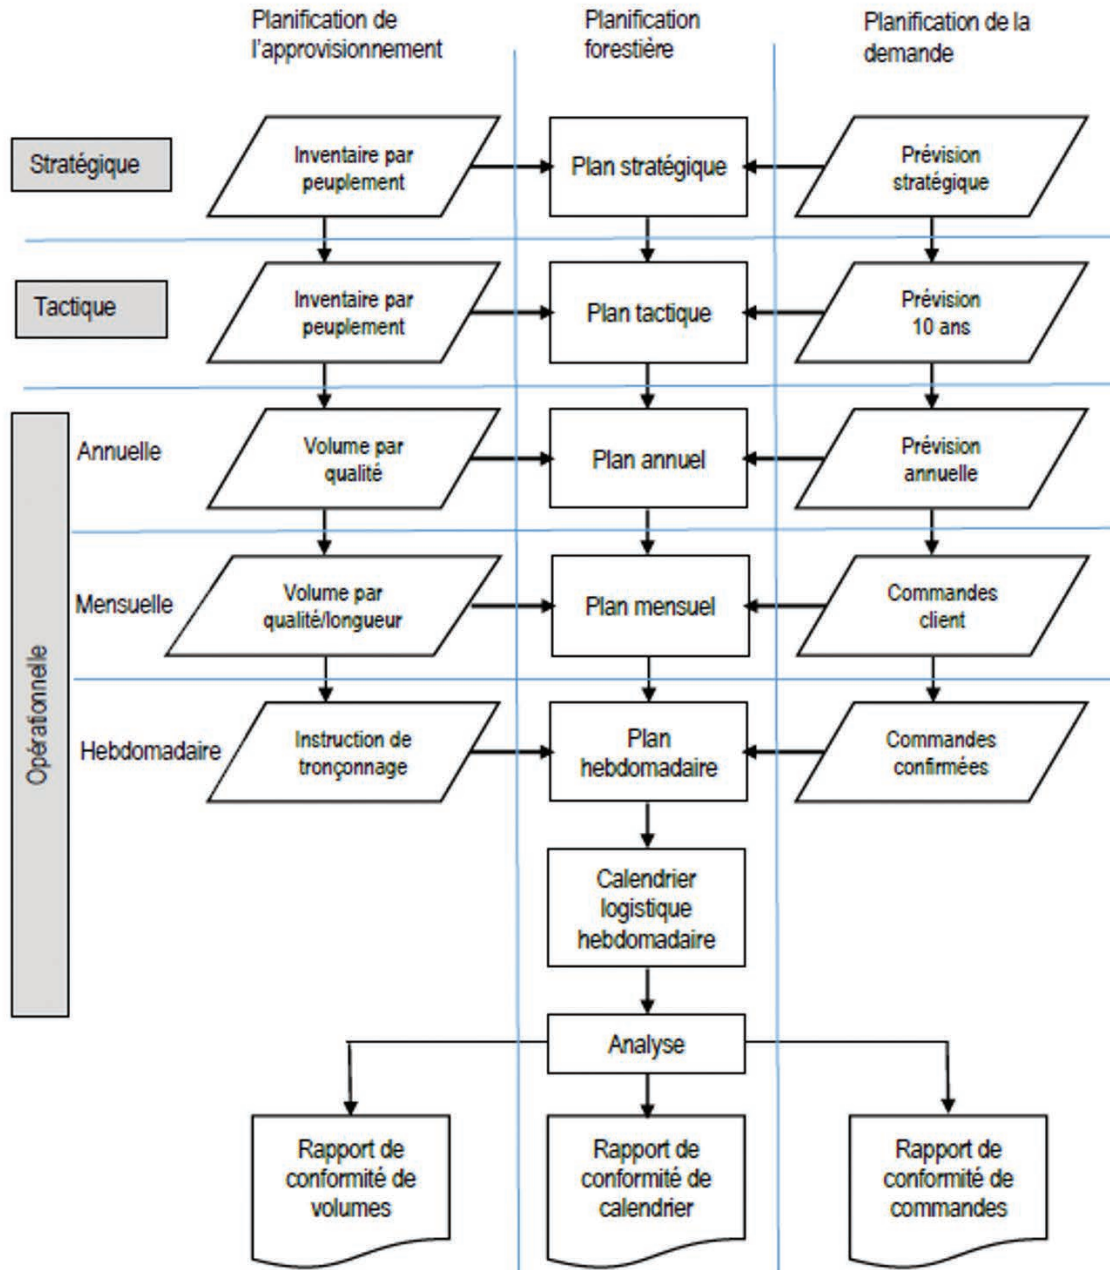 Planification de
l'approvisionnement
Planification
forestière
Planification de la
demande
Stratégique
Inventaire par
peuplement
Plan stratégique
Prévision
stratégique
Tactique
Inventaire par
peuplement
Plan tactique
Prévision
10 ans
Opérationnelle
Annuelle
Volume par
qualité
Plan annuel
Prévision
annuelle
Mensuelle
Volume par
qualité/longueur
Plan mensuel
Commandes
client
Hebdomadaire
Instruction de
tronçonnage
Plan
hebdomadaire
Commandes
confirmées
Calendrier
logistique
hebdomadaire
Analyse
Rapport de
conformité de
volumes
Rapport de
conformité de
calendrier
Rapport de
conformité de
commandes